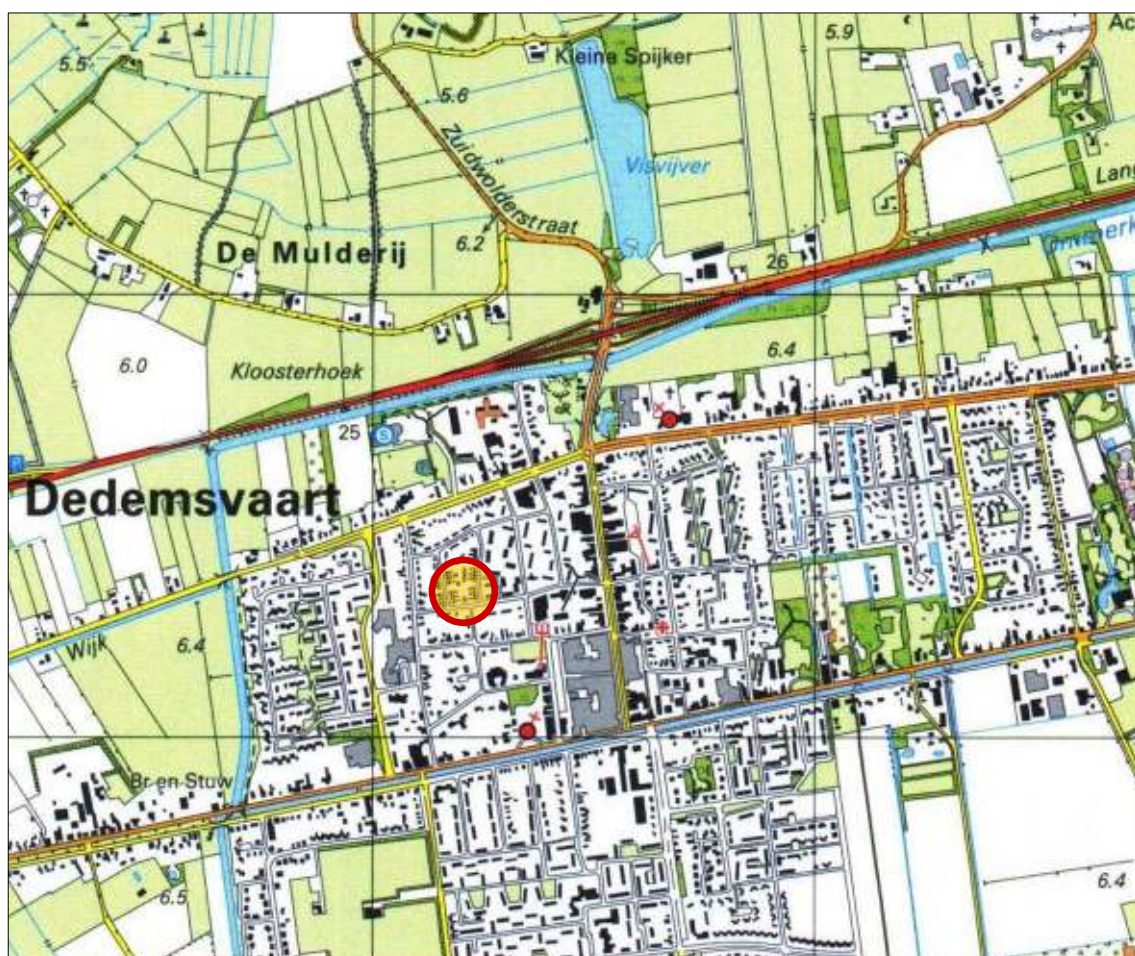 Kleine Spijker
5.9
Ac
5.5
5.6
Zuidwolderstraat
Visvijver
Lang
De Mulderij
6.2
26
6.0
Kloosterhoek
6.4
25
S
Dedemsvaart
W
6.4
Wijk
Br en Stuw
6.5
6.4